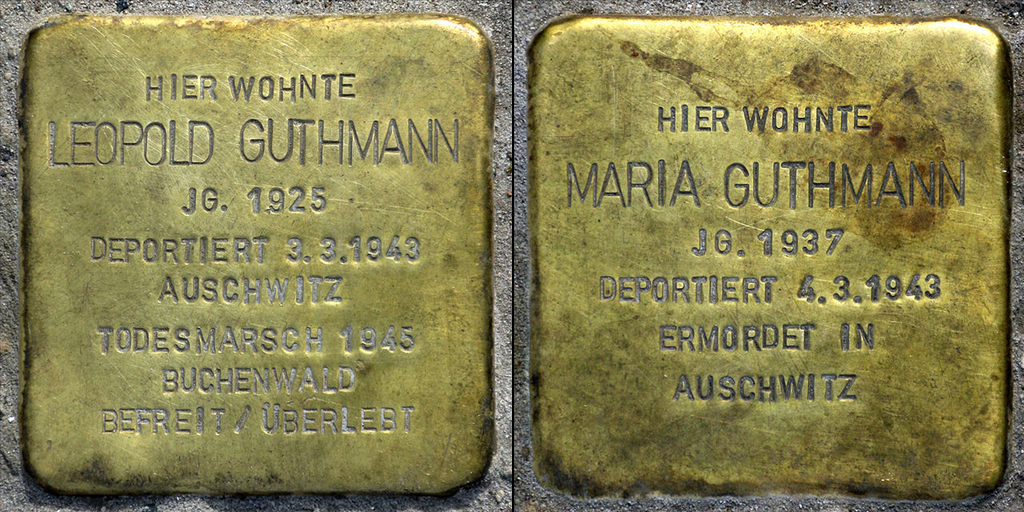 HIER WOHNTE
LEOPOLD GUTHMANN
JG. 1925
DEPORTIERT 3.3.1943
AUSCHWITZ
TODESMARSCH 1945
BUCHENWALD
BEFREIT / ÜBERLEBT
HIER WOHNTE
MARIA GUTHMANN
JG. 1937
DEPORTIERT 4.3.1943
ERMORDET IN
AUSCHWITZ